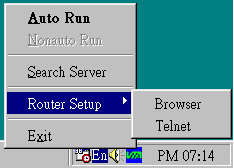 Auto Run
Nonauto Run
Search Server
Router Setup
Browser
Telnet
Exit
En
PM 07:14